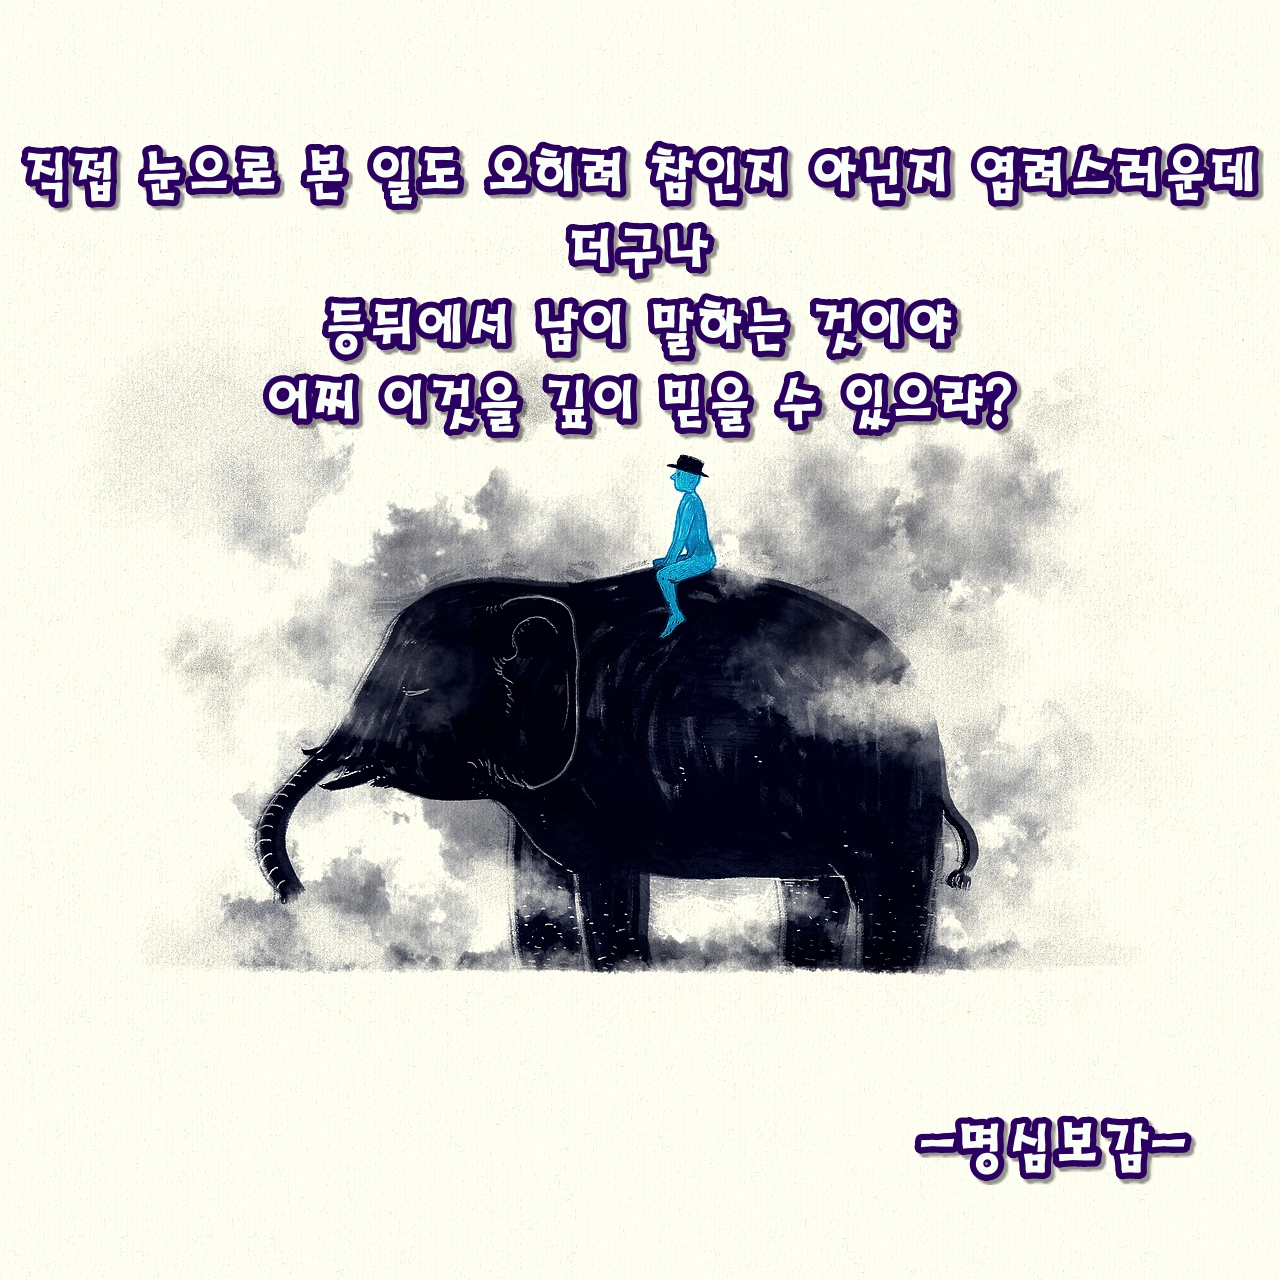 직접 눈으로 본 일도 오히려 참인지 아닌지 염려스러운데
더구나
등뒤에서 남이 말하는 것이야
어찌 이것을 깊이 믿을 수 있으랴?
-명심보감-